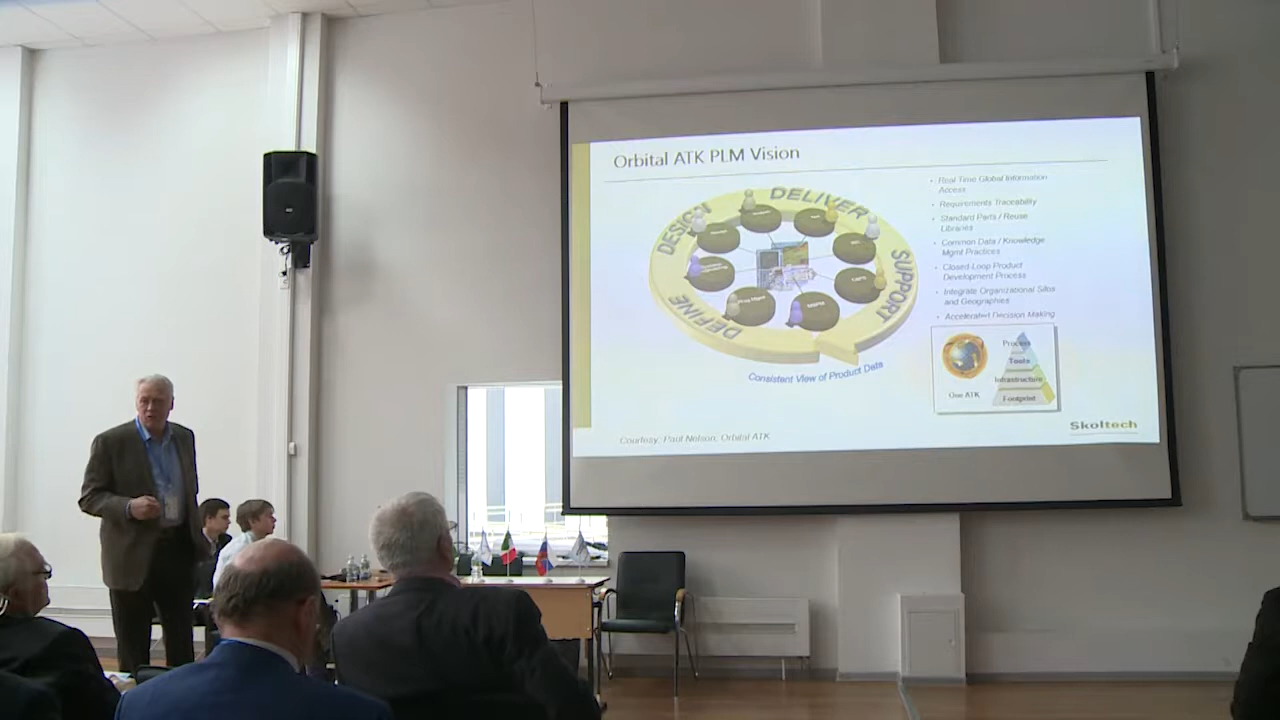 Orbital ATK PLM Vision
DESIGN
DELIVER
SUPPORT
DEFINE
Prog Mgmt
Consistent View of Product Data
• Real Time Global Information
Access
• Requirements Traceability
• Standard Parts / Reuse
Libraries
• Common Data / Knowledge
Mgmt Practices
• Closed-Loop Product
Development Process
• Integrate Organizational Silos
and Geographies
• Accelerated Decision Making
One ATK
Process
Tools
Infrastructure
Footprint
Courtesy: Paul Nelson, Orbital ATK
Skoltech